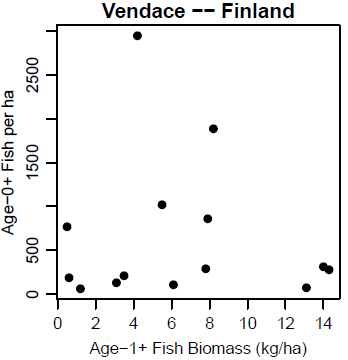 Vendace −− Finland
Age−0+ Fish per ha
2500
1500
500
0
0 2 4 6 8 10 12 14
Age−1+ Fish Biomass (kg/ha)